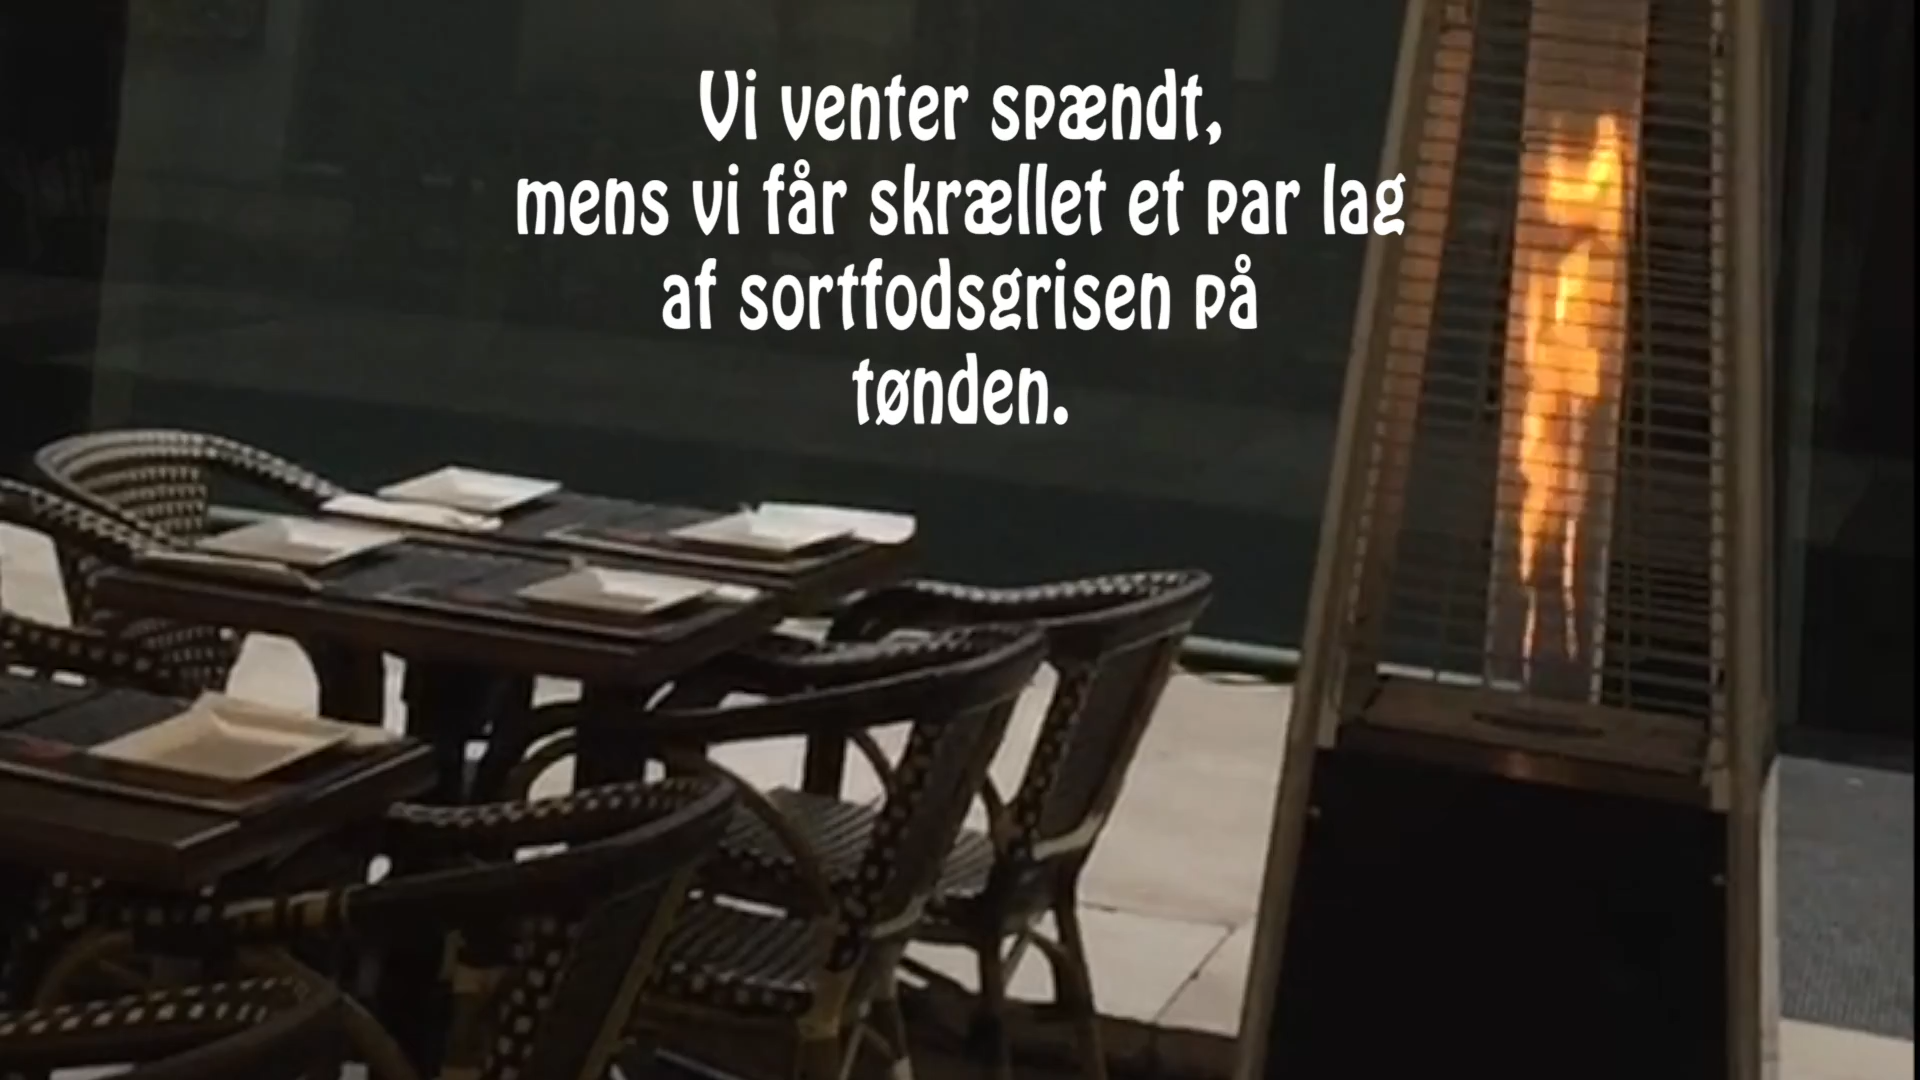 Vi venter spændt,
mens vi får skrællet et par lag
af sortfodsgrisen på
tønden.